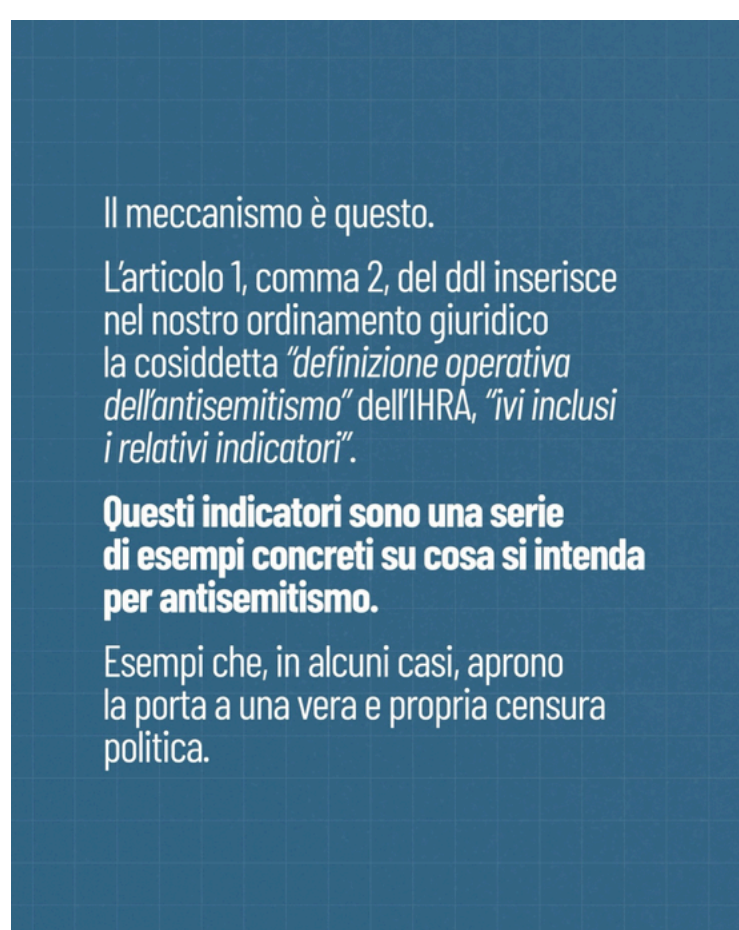 Il meccanismo è questo.
L'articolo 1, comma 2, del ddl inserisce
nel nostro ordinamento giuridico
la cosiddetta “definizione operativa
dell'antisemitismo” dell'IHRA, “ivi inclusi
i relativi indicatori”.
Questi indicatori sono una serie
di esempi concreti su cosa si intenda
per antisemitismo.
Esempi che, in alcuni casi, aprono
la porta a una vera e propria censura
politica.